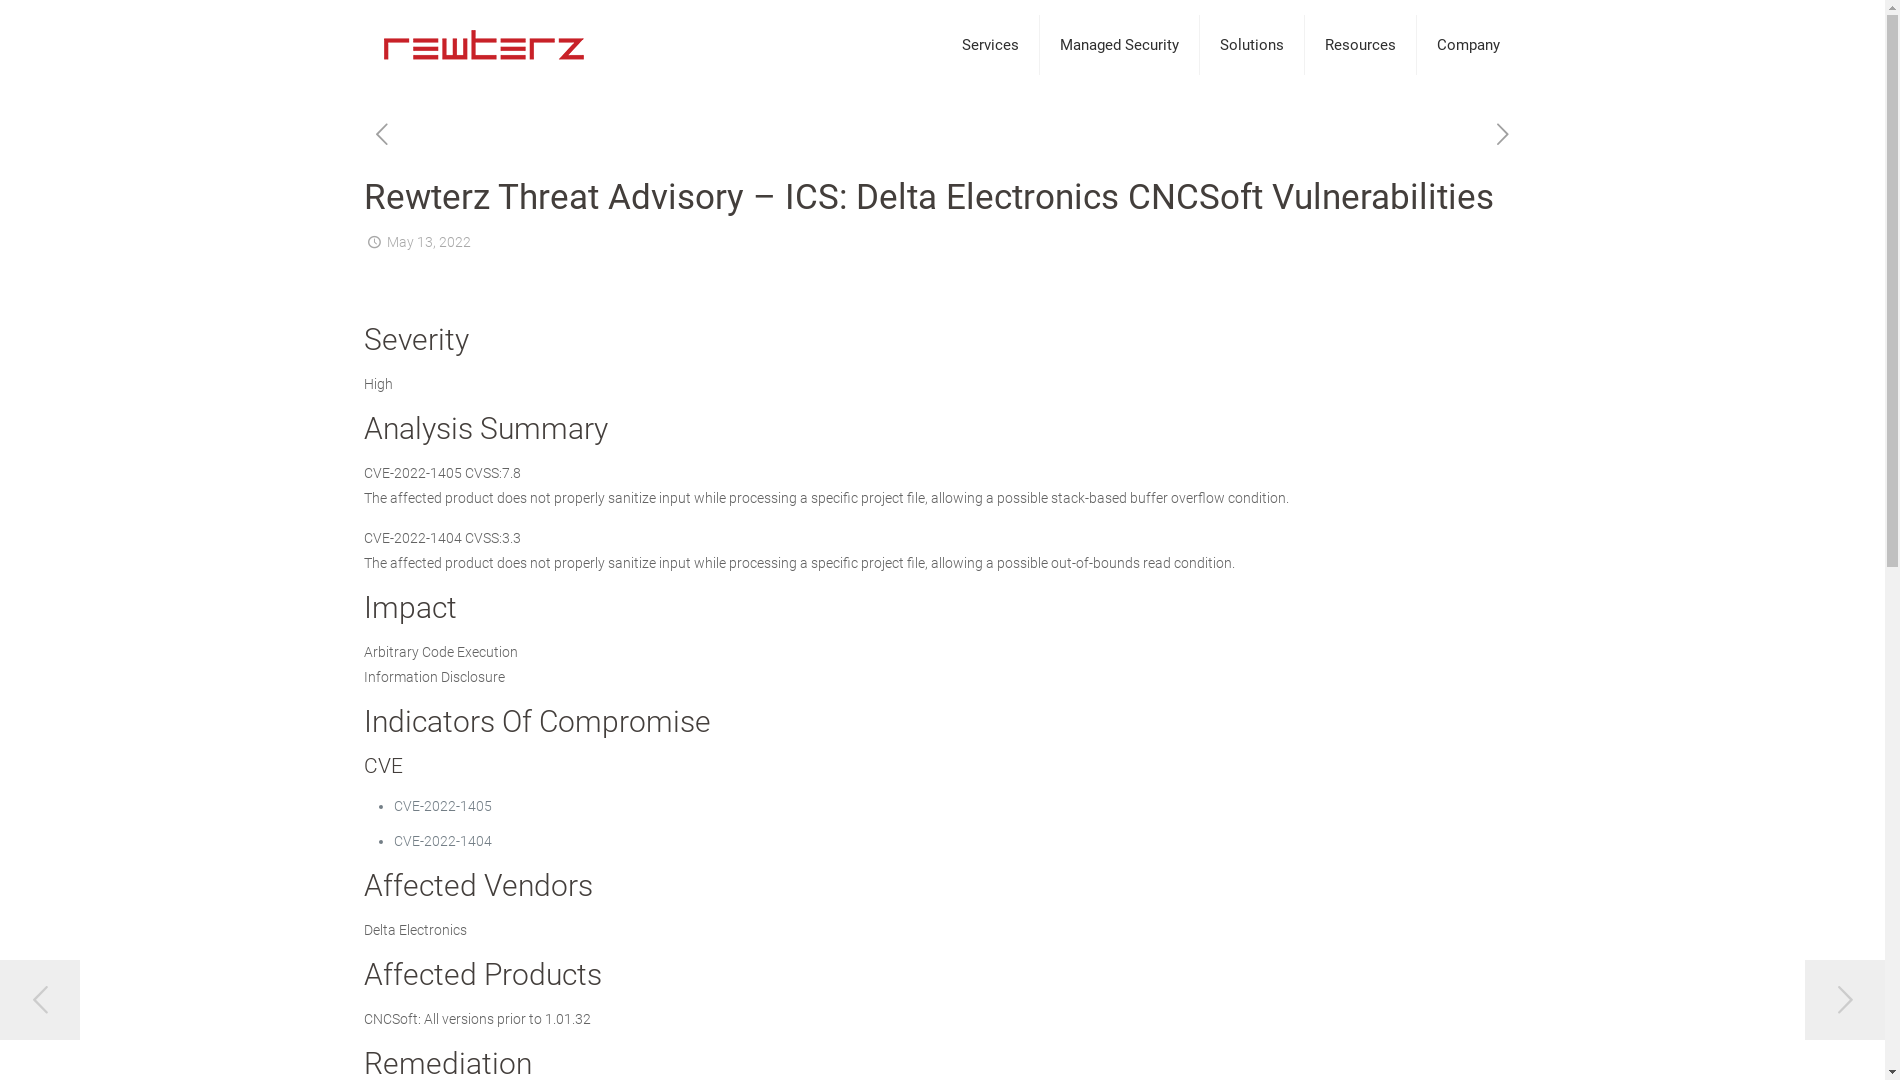 rewterz
Services
Managed Security
Solutions
Resources
Company
Rewterz Threat Advisory – ICS: Delta Electronics CNCSoft Vulnerabilities
May 13, 2022
Severity
High
Analysis Summary
CVE-2022-1405 CVSS:7.8
The affected product does not properly sanitize input while processing a specific project file, allowing a possible stack-based buffer overflow condition.
CVE-2022-1404 CVSS:3.3
The affected product does not properly sanitize input while processing a specific project file, allowing a possible out-of-bounds read condition.
Impact
Arbitrary Code Execution
Information Disclosure
Indicators Of Compromise
CVE
• CVE-2022-1405
• CVE-2022-1404
Affected Vendors
Delta Electronics
Affected Products
CNCSoft: All versions prior to 1.01.32
Remediation